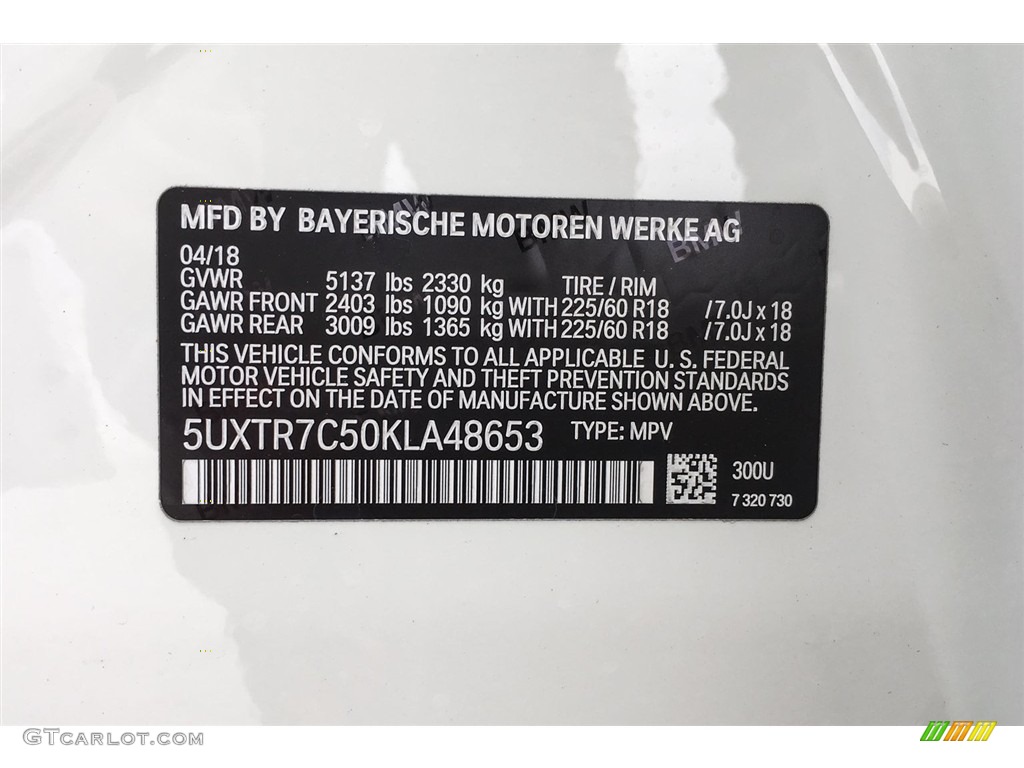 MFD BY BAYERISCHE MOTOREN WERKE AG
04/18
GVWR 5137 lbs 2330 kg TIRE / RIM
GAWR FRONT 2403 lbs 1090 kg WITH 225/60 R18 /7.0J x 18
GAWR REAR 3009 lbs 1365 kg WITH 225/60 R18 /7.0J x 18
THIS VEHICLE CONFORMS TO ALL APPLICABLE U. S. FEDERAL
MOTOR VEHICLE SAFETY AND THEFT PREVENTION STANDARDS
IN EFFECT ON THE DATE OF MANUFACTURE SHOWN ABOVE.
5UXTR7C50KLA48653 TYPE: MPV
300U
7 320 730
GTCARLOT.COM